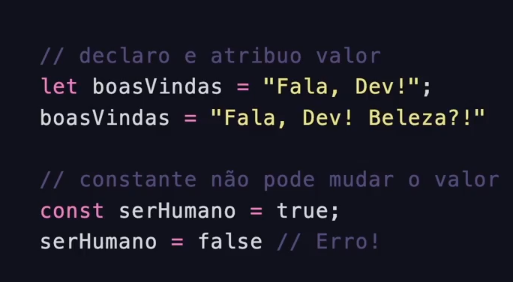 // declaro e atribuo valor
let boasVindas = "Fala, Dev!";
boasVindas = "Fala, Dev! Beleza?!"
// constante não pode mudar o valor
const serHumano = true;
serHumano = false // Erro!